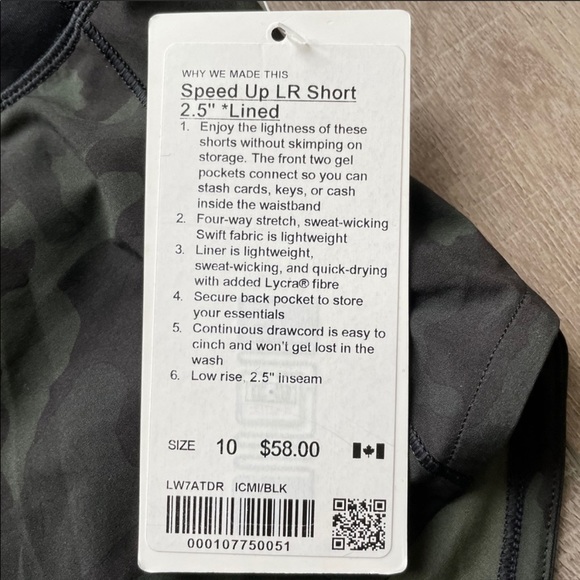 WHY WE MADE THIS
Speed Up LR Short
2.5" *Lined
1. Enjoy the lightness of these
shorts without skimping on
storage. The front two gel
pockets connect so you can
stash cards, keys, or cash
inside the waistband
2. Four-way stretch, sweat-wicking
Swift fabric is lightweight
3. Liner is lightweight,
sweat-wicking, and quick-drying
with added Lycra® fibre
4. Secure back pocket to store
your essentials
5. Continuous drawcord is easy to
cinch and won't get lost in the
wash
6. Low rise, 2.5" inseam
SIZE 10 $58.00
LW7ATDR ICMI/BLK
000107750051